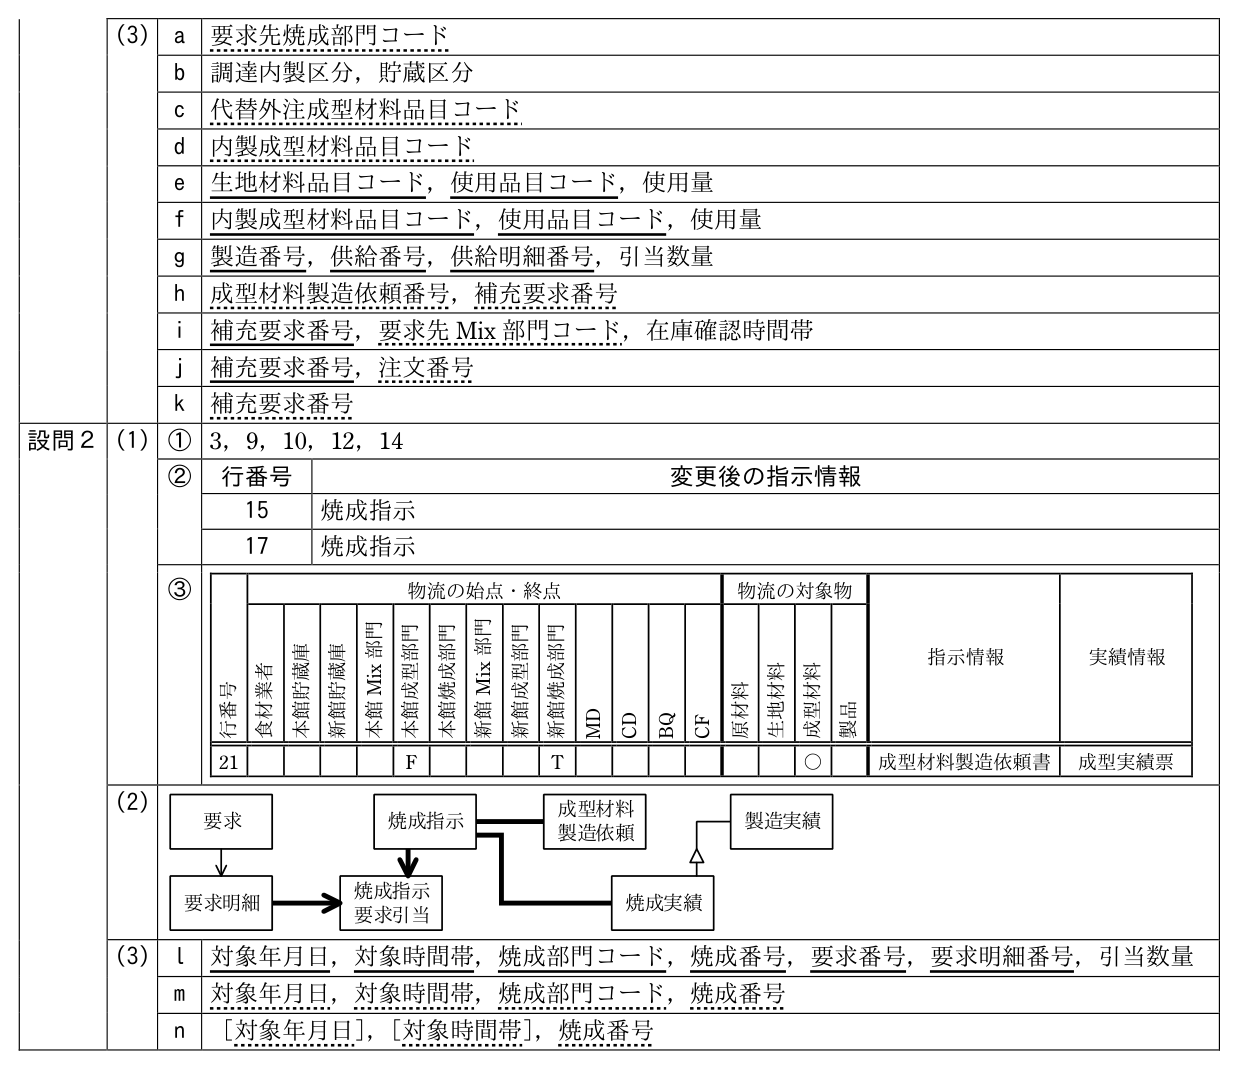 (3) a 要求先焼成部門コード
b 調達内製区分，貯蔵区分
c 代替外注成型材料品目コード
d 内製成型材料品目コード
e 生地材料品目コード，使用品目コード，使用量
f 内製成型材料品目コード，使用品目コード，使用量
g 製造番号，供給番号，供給明細番号，引当数量
h 成型材料製造依頼番号，補充要求番号
i 補充要求番号，要求先 Mix 部門コード，在庫確認時間帯
j 補充要求番号，注文番号
k 補充要求番号
設問２ (1) ① 3，9，10，12，14
② 行番号 変更後の指示情報
15 焼成指示
17 焼成指示
③ 物流の始点・終点 物流の対象物
行番号 食材業者 本館貯蔵庫 新館貯蔵庫 本館 Mix 部門 本館成型部門 本館焼成部門 新館 Mix 部門 新館成型部門 新館焼成部門 MD CD BQ CF 原材料 生地材料 成型材料 製品 指示情報 実績情報
21 F T ○ 成型材料製造依頼書 成型実績票
(2) 要求 焼成指示 成型材料 製造実績
製造依頼
要求明細 焼成指示 焼成実績
要求引当
(3) l 対象年月日，対象時間帯，焼成部門コード，焼成番号，要求番号，要求明細番号，引当数量
m 対象年月日，対象時間帯，焼成部門コード，焼成番号
n ［対象年月日］，［対象時間帯］，焼成番号